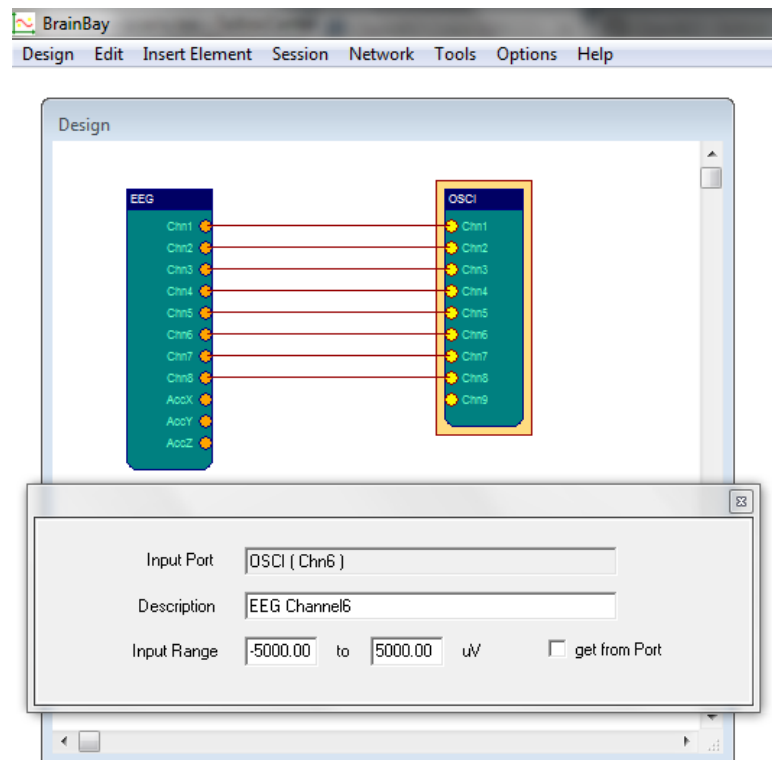 BrainBay
Design Edit Insert Element Session Network Tools Options Help
Design
EEG
Chn1
Chn2
Chn3
Chn4
Chn5
Chn6
Chn7
Chn8
AccX
AccY
AccZ
OSCI
Chn1
Chn2
Chn3
Chn4
Chn5
Chn6
Chn7
Chn8
Chn9
Input Port OSCI ( Chn6 )
Description EEG Channel6
Input Range -5000.00 to 5000.00 uV get from Port